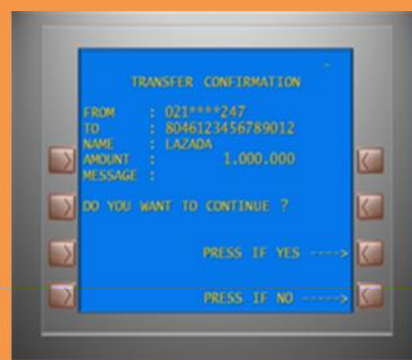 TRANSFER CONFIRMATION
FROM : 021****247
TO : 8046123456789012
NAME : LAZADA
AMOUNT : 1.000.000
MESSAGE :
DO YOU WANT TO CONTINUE ?
PRESS IF YES ---->
PRESS IF NO ----->